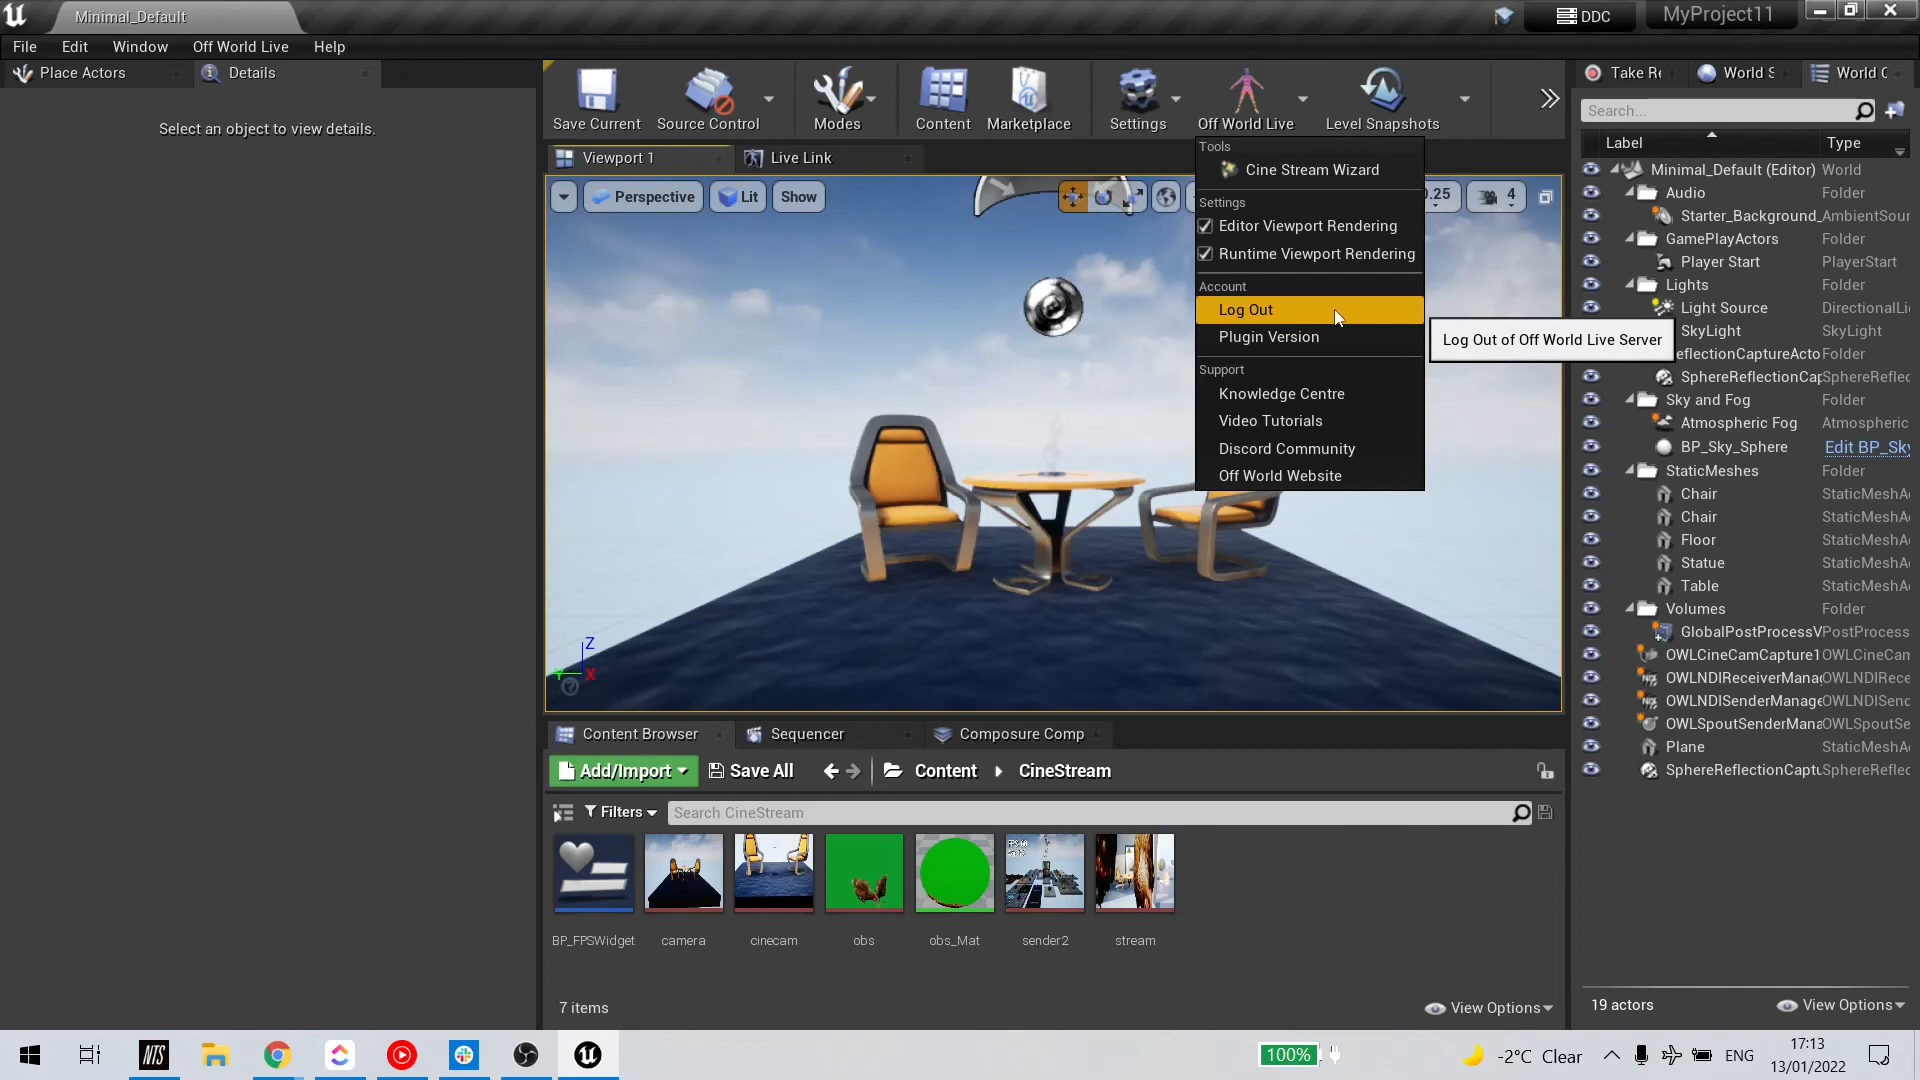 Minimal_Default
DDC
MyProject11
File Edit Window Off World Live Help
Place Actors
Details
Select an object to view details.
Save Current
Source Control
Modes
Content
Marketplace
Settings
Off World Live
Level Snapshots
Viewport 1
Live Link
Perspective
Lit
Show
0.25
4
Tools
Cine Stream Wizard
Settings
Editor Viewport Rendering
Runtime Viewport Rendering
Account
Log Out
Plugin Version
Support
Knowledge Centre
Video Tutorials
Discord Community
Off World Website
Log Out of Off World Live Server
Z
Y
X
Content Browser
Sequencer
Composure Comp
Add/Import
Save All
Content
CineStream
Filters
Search CineStream
BP_FPSWidget
camera
cinecam
obs
obs_Mat
sender2
stream
7 items
View Options
Take Re
World S
World C
Search...
Label Type
Minimal_Default (Editor) World
Audio Folder
Starter_Background_ AmbientSour
GamePlayActors Folder
Player Start PlayerStart
Lights Folder
Light Source DirectionalLi
SkyLight SkyLight
eflectionCaptureActo Folder
SphereReflectionCap SphereReflec
Sky and Fog Folder
Atmospheric Fog Atmospheric
BP_Sky_Sphere Edit BP_Sky
StaticMeshes Folder
Chair StaticMeshA
Chair StaticMeshA
Floor StaticMeshA
Statue StaticMeshA
Table StaticMeshA
Volumes Folder
GlobalPostProcessV PostProcess
OWLCineCamCapture1 OWLCineCam
OWLNDIReceiverManag OWLNDIRece
OWLNDISenderManage OWLNDISend
OWLSpoutSenderMana OWLSpoutSe
Plane StaticMeshA
SphereReflectionCaptu SphereReflec
19 actors
View Options
NTS
100%
-2°C Clear
ENG
17:13
13/01/2022